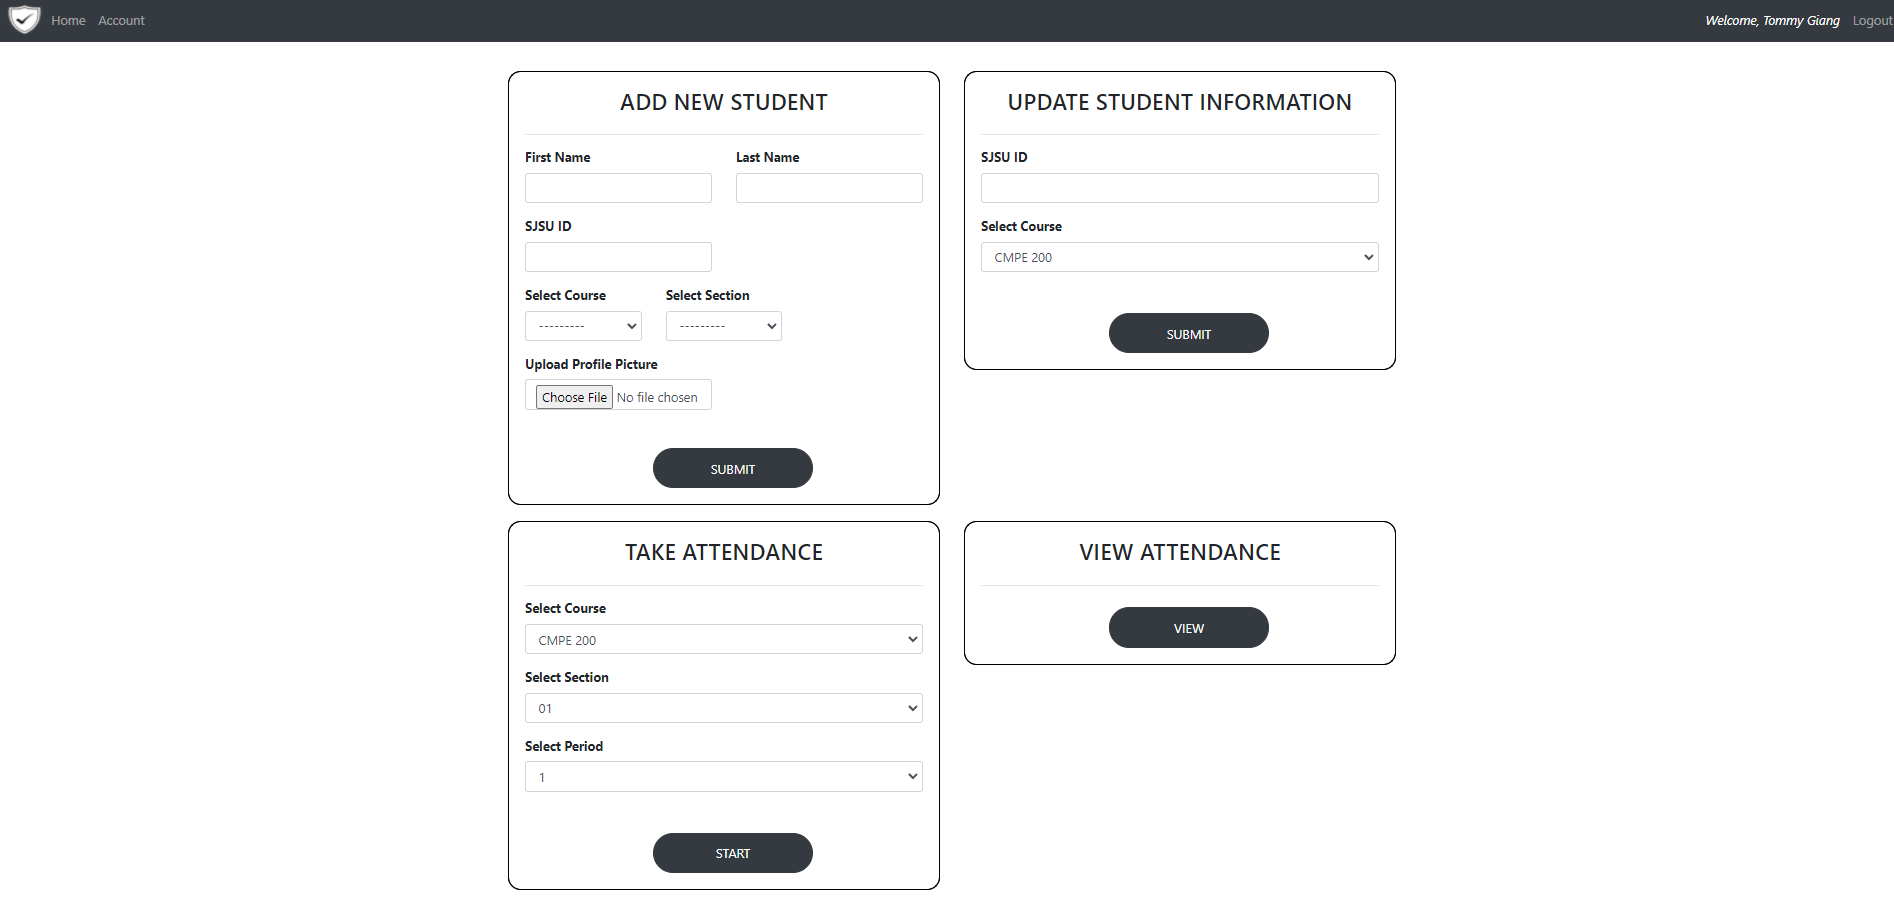 Home Account Welcome, Tommy Giang Logout
ADD NEW STUDENT
First Name Last Name
SJSU ID
Select Course Select Section
--------- ---------
Upload Profile Picture
Choose File No file chosen
SUBMIT
UPDATE STUDENT INFORMATION
SJSU ID
Select Course
CMPE 200
SUBMIT
TAKE ATTENDANCE
Select Course
CMPE 200
Select Section
01
Select Period
1
START
VIEW ATTENDANCE
VIEW